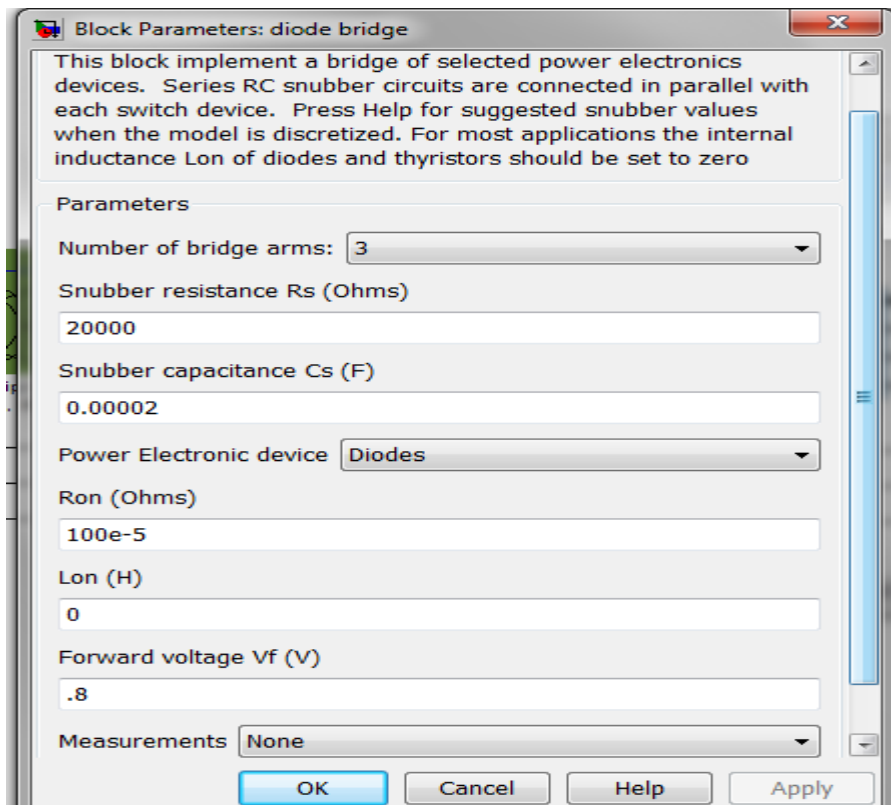 Block Parameters: diode bridge
This block implement a bridge of selected power electronics
devices. Series RC snubber circuits are connected in parallel with
each switch device. Press Help for suggested snubber values
when the model is discretized. For most applications the internal
inductance Lon of diodes and thyristors should be set to zero
Parameters
Number of bridge arms: 3
Snubber resistance Rs (Ohms)
20000
Snubber capacitance Cs (F)
0.00002
Power Electronic device Diodes
Ron (Ohms)
100e-5
Lon (H)
0
Forward voltage Vf (V)
.8
Measurements None
OK Cancel Help Apply